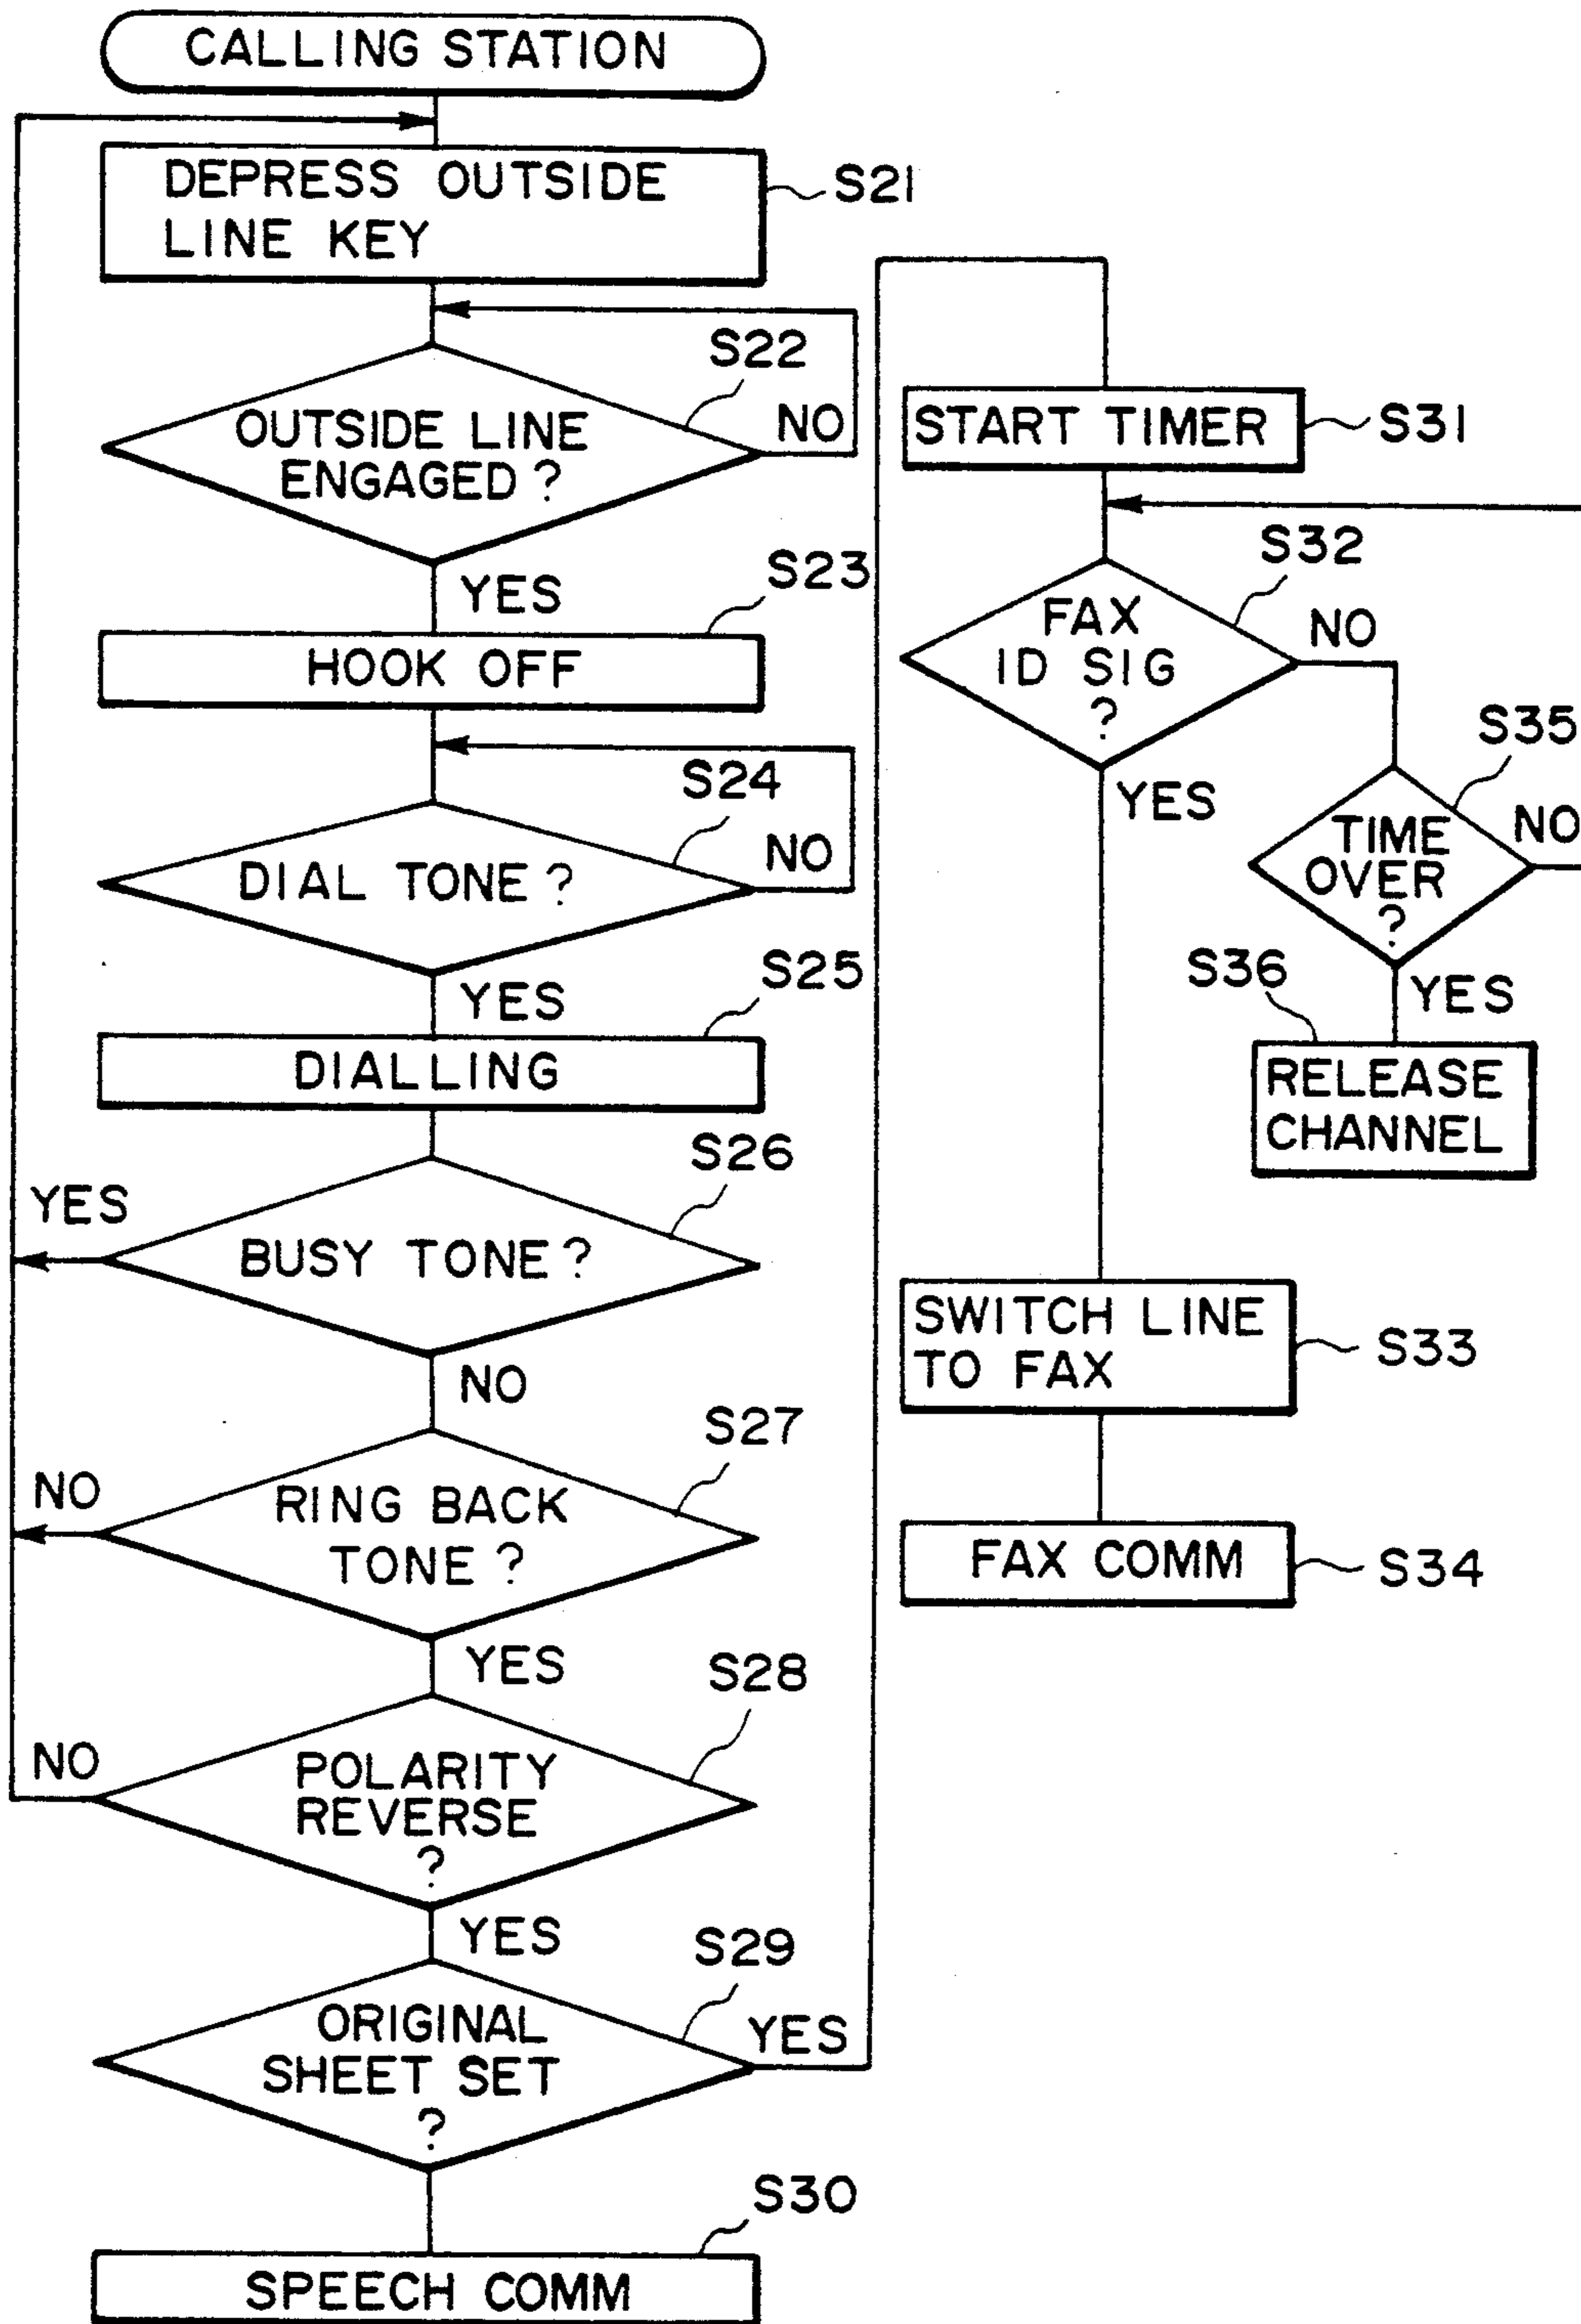 CALLING STATION
DEPRESS OUTSIDE
LINE KEY
S21
S22
OUTSIDE LINE
ENGAGED ?
NO
YES
S23
HOOK OFF
S24
DIAL TONE ?
NO
YES
S25
DIALLING
S26
YES
BUSY TONE ?
NO
S27
NO
RING BACK
TONE ?
YES
S28
NO
POLARITY
REVERSE
?
YES
S29
ORIGINAL
SHEET SET
?
YES
S30
SPEECH COMM
START TIMER
S31
S32
FAX
ID SIG
?
NO
YES
S35
TIME
OVER
?
NO
S36
YES
RELEASE
CHANNEL
SWITCH LINE
TO FAX
S33
FAX COMM
S34